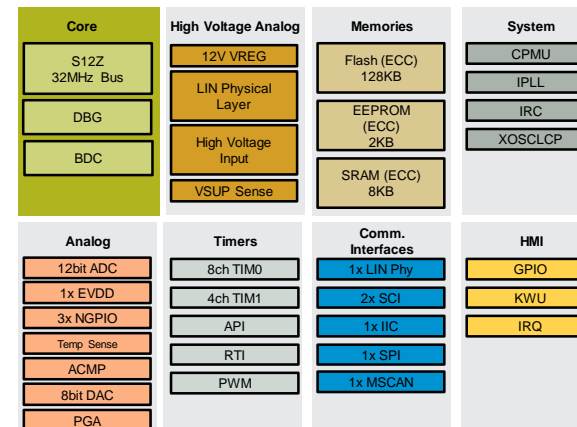 Core
S12Z
32MHz Bus
DBG
BDC
High Voltage Analog
12V VREG
LIN Physical
Layer
High Voltage
Input
VSUP Sense
Memories
Flash (ECC)
128KB
EEPROM
(ECC)
2KB
SRAM (ECC)
8KB
System
CPMU
IPLL
IRC
XOSCLCP
Analog
12bit ADC
1x EVDD
3x NGPIO
Temp Sense
ACMP
8bit DAC
PGA
Timers
8ch TIM0
4ch TIM1
API
RTI
PWM
Comm.
Interfaces
1x LIN Phy
2x SCI
1x IIC
1x SPI
1x MSCAN
HMI
GPIO
KWU
IRQ